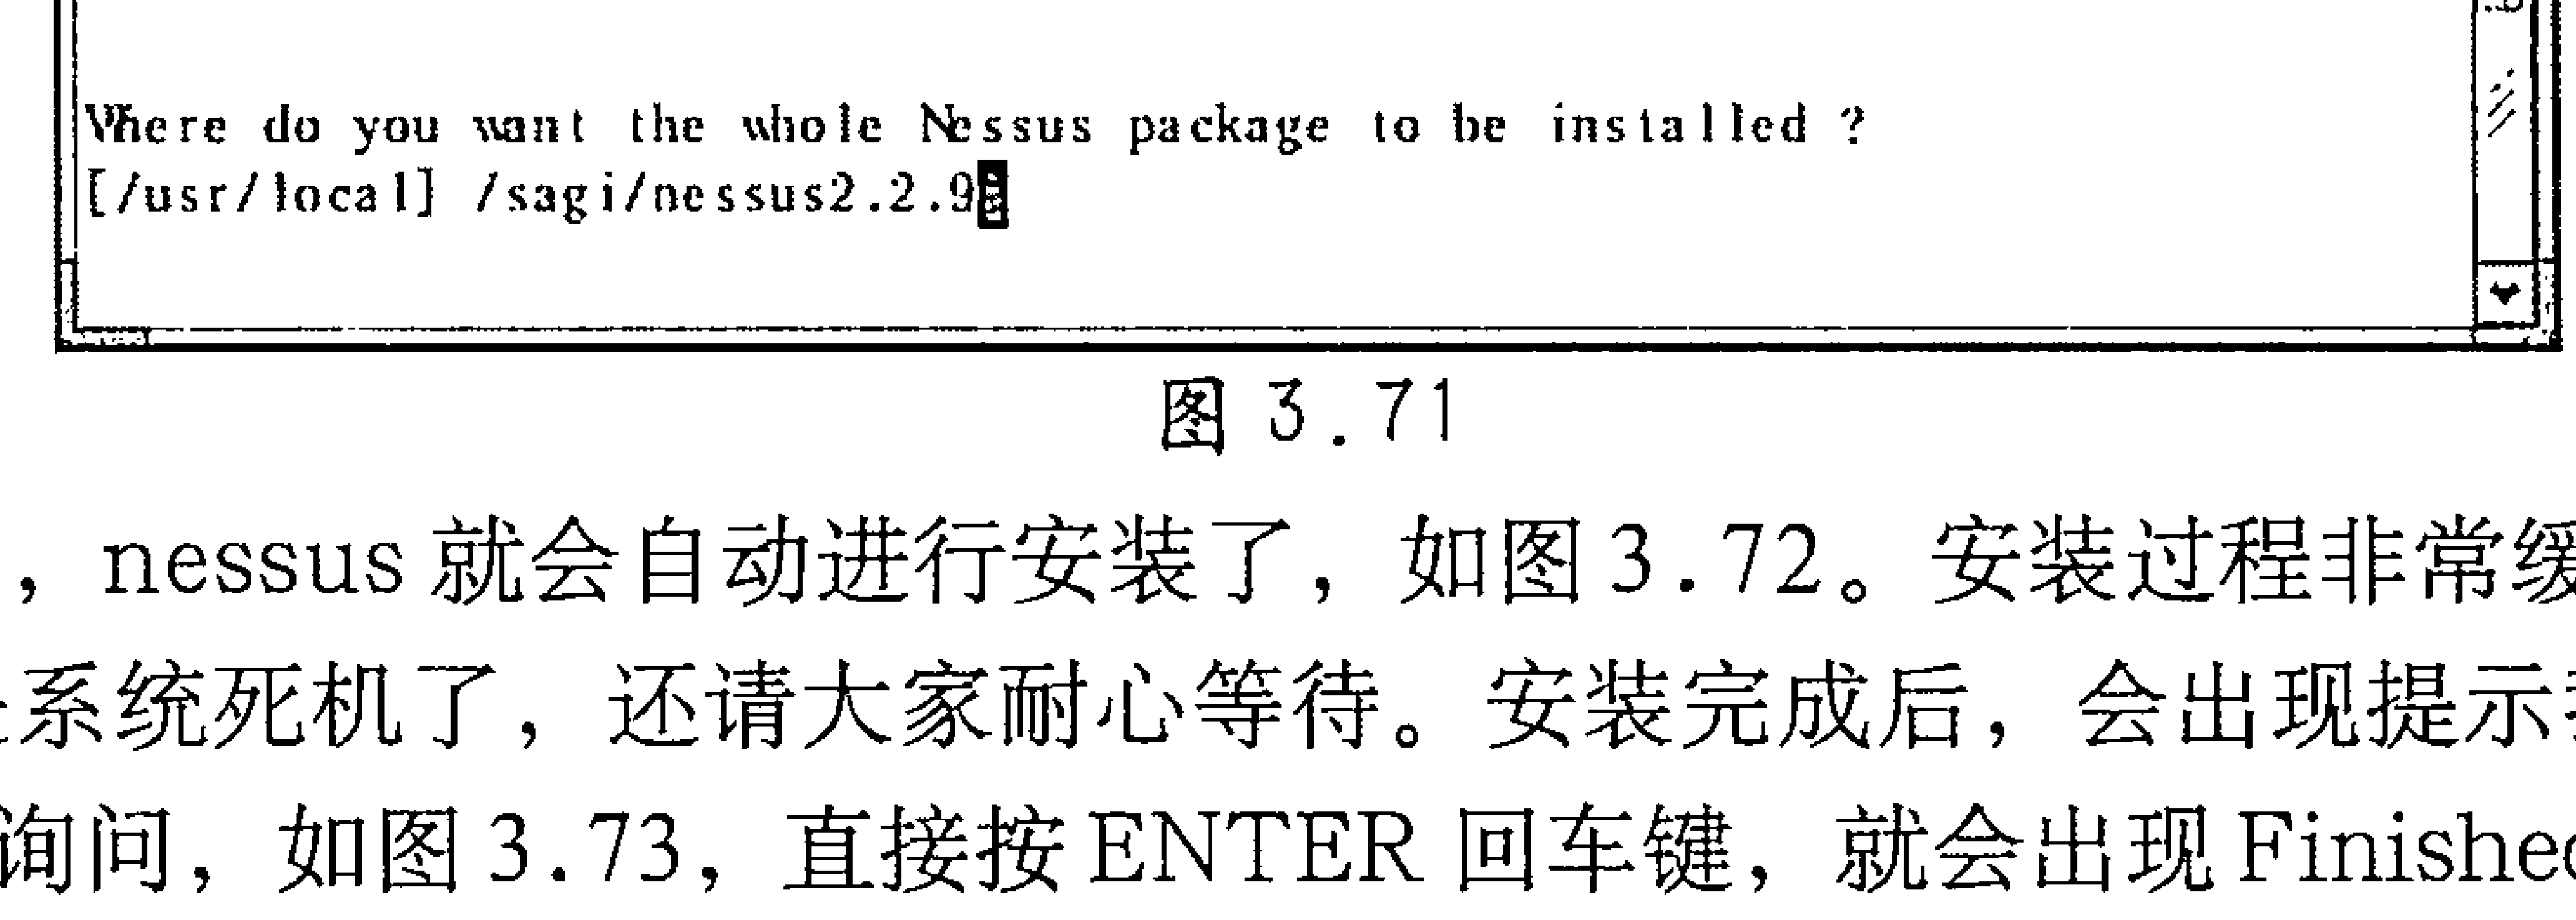 Where do you want the whole Nessus package to be installed ?
[/usr/local] /sagi/nessus2.2.9
图 3.71
，nessus 就会自动进行安装了，如图 3.72。安装过程非常缓
系统死机了，还请大家耐心等待。安装完成后，会出现提示
询问，如图 3.73，直接按 ENTER 回车键，就会出现 Finished